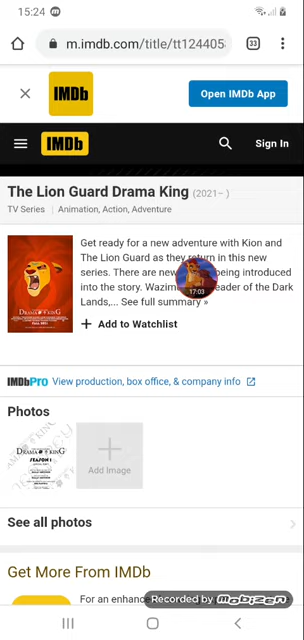 15:24
m.imdb.com/title/tt124405
33
IMDb
Open IMDb App
IMDb
Sign In
The Lion Guard Drama King (2021– )
TV Series | Animation, Action, Adventure
Get ready for a new adventure with Kion and
The Lion Guard as they return in this new
series. There are new being introduced
into the story. eader of the Dark
Lands,... See full summary »
17:03
DRAMA KING
+ Add to Watchlist
IMDbPro View production, box office, & company info
Photos
DRAMA KING
SEASON 1
Add Image
See all photos
Get More From IMDb
For an enhance
Recorded by mobizen